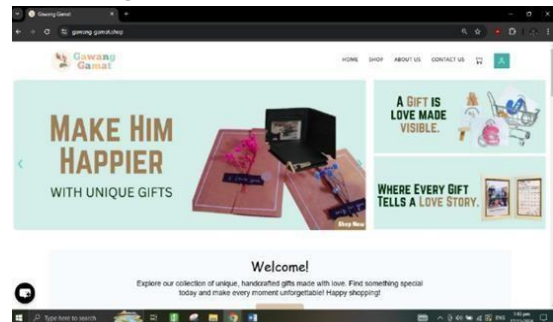 Gawang Gamat
gawang-gamat.shop
Gawang
Gamat
HOME SHOP ABOUT US CONTACT US
MAKE HIM
HAPPIER
WITH UNIQUE GIFTS
I love you
Shop Now
A GIFT IS
LOVE MADE
VISIBLE.
WHERE EVERY GIFT
TELLS A LOVE STORY.
Welcome!
Explore our collection of unique, handcrafted gifts made with love. Find something special
today and make every moment unforgettable! Happy shopping!
Type here to search
ENG